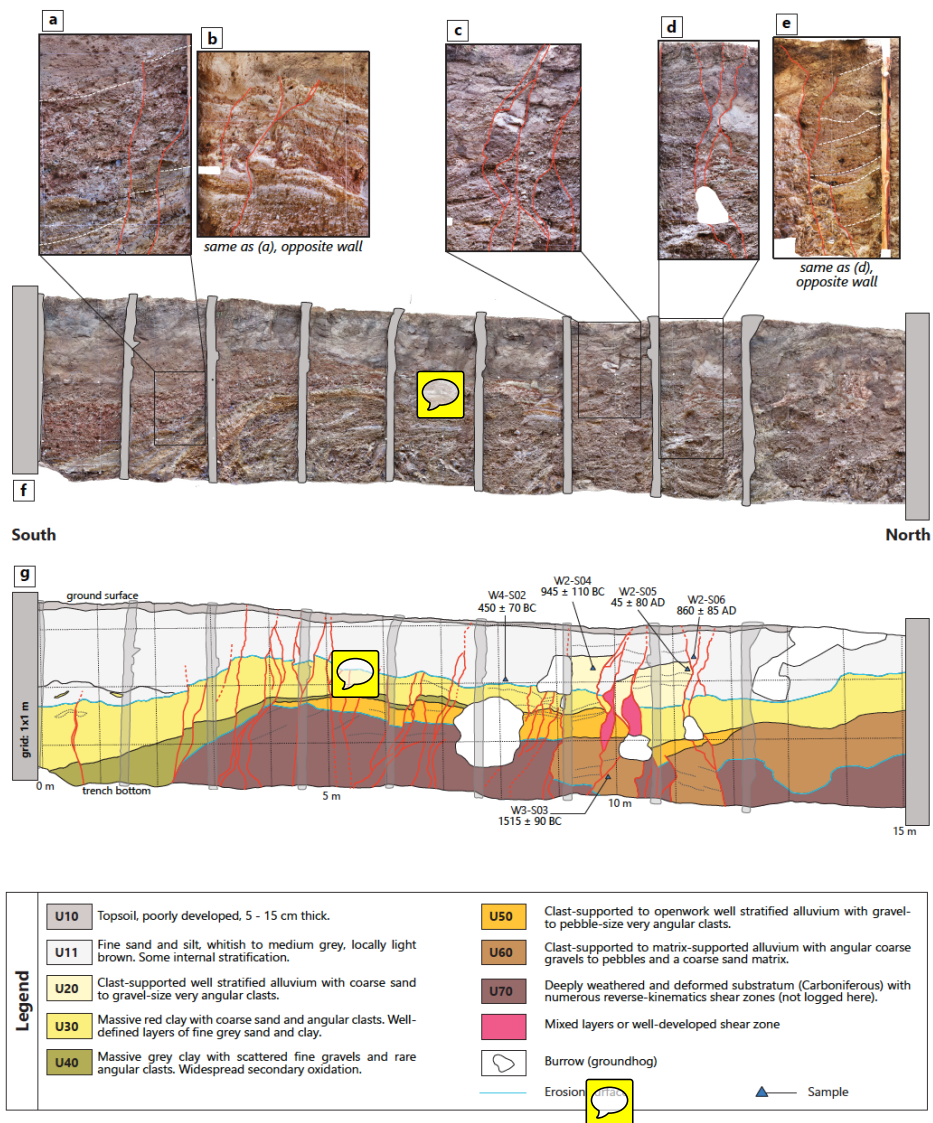 a
b
c
d
e
same as (a), opposite wall
same as (d),
opposite wall
f
South
North
g
ground surface
W4-S02
450 ± 70 BC
W2-S04
945 ± 110 BC
W2-S05
45 ± 80 AD
W2-S06
860 ± 85 AD
grid: 1x1 m
0 m
trench bottom
5 m
W3-S03
1515 ± 90 BC
10 m
15 m
Legend
U10 Topsoil, poorly developed, 5 - 15 cm thick.
U11 Fine sand and silt, whitish to medium grey, locally light
brown. Some internal stratification.
U20 Clast-supported well stratified alluvium with coarse sand
to gravel-size very angular clasts.
U30 Massive red clay with coarse sand and angular clasts. Well-
defined layers of fine grey sand and clay.
U40 Massive grey clay with scattered fine gravels and rare
angular clasts. Widespread secondary oxidation.
U50 Clast-supported to openwork well stratified alluvium with gravel-
to pebble-size very angular clasts.
U60 Clast-supported to matrix-supported alluvium with angular coarse
gravels to pebbles and a coarse sand matrix.
U70 Deeply weathered and deformed substratum (Carboniferous) with
numerous reverse-kinematics shear zones (not logged here).
Mixed layers or well-developed shear zone
Burrow (groundhog)
Erosion
Sample